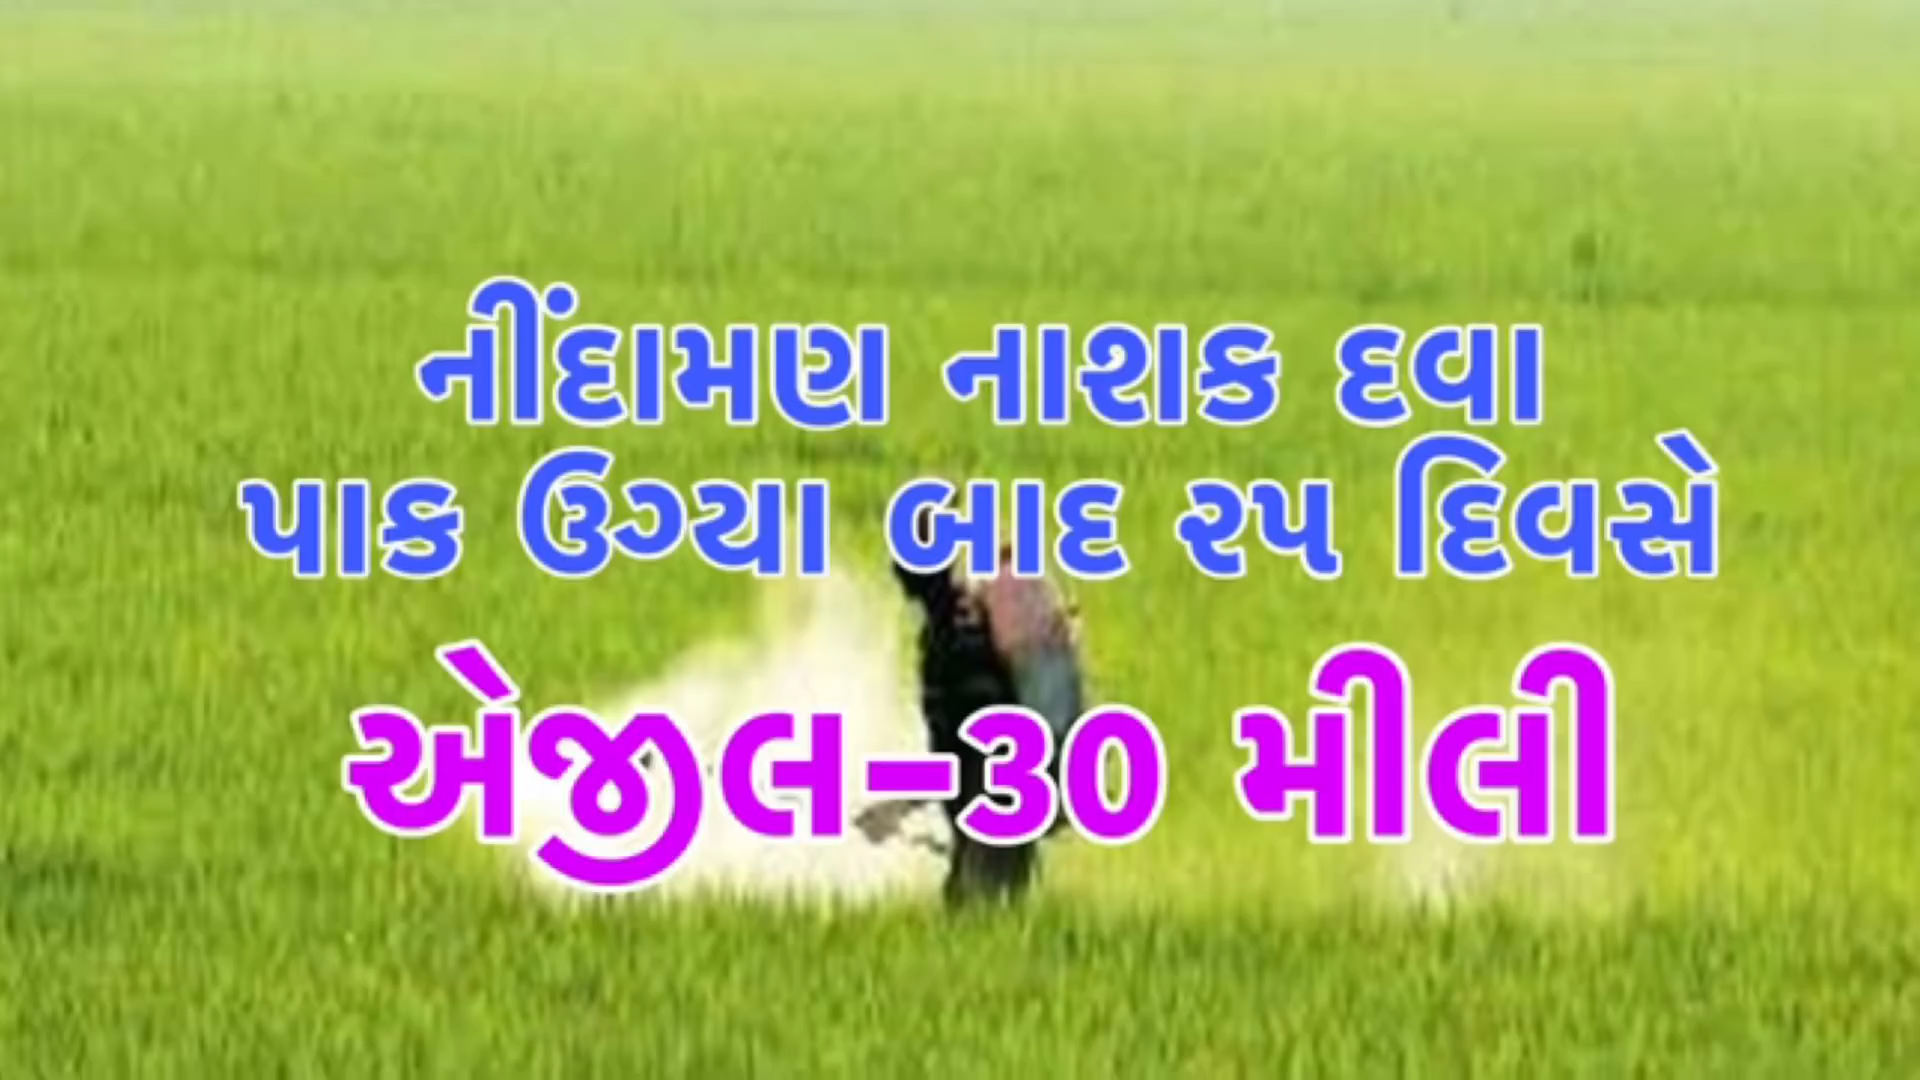 નીંદામણ નાશક દવા
પાક ઉગ્યા બાદ ૨૫ દિવસે
એજીલ-30 મીલી